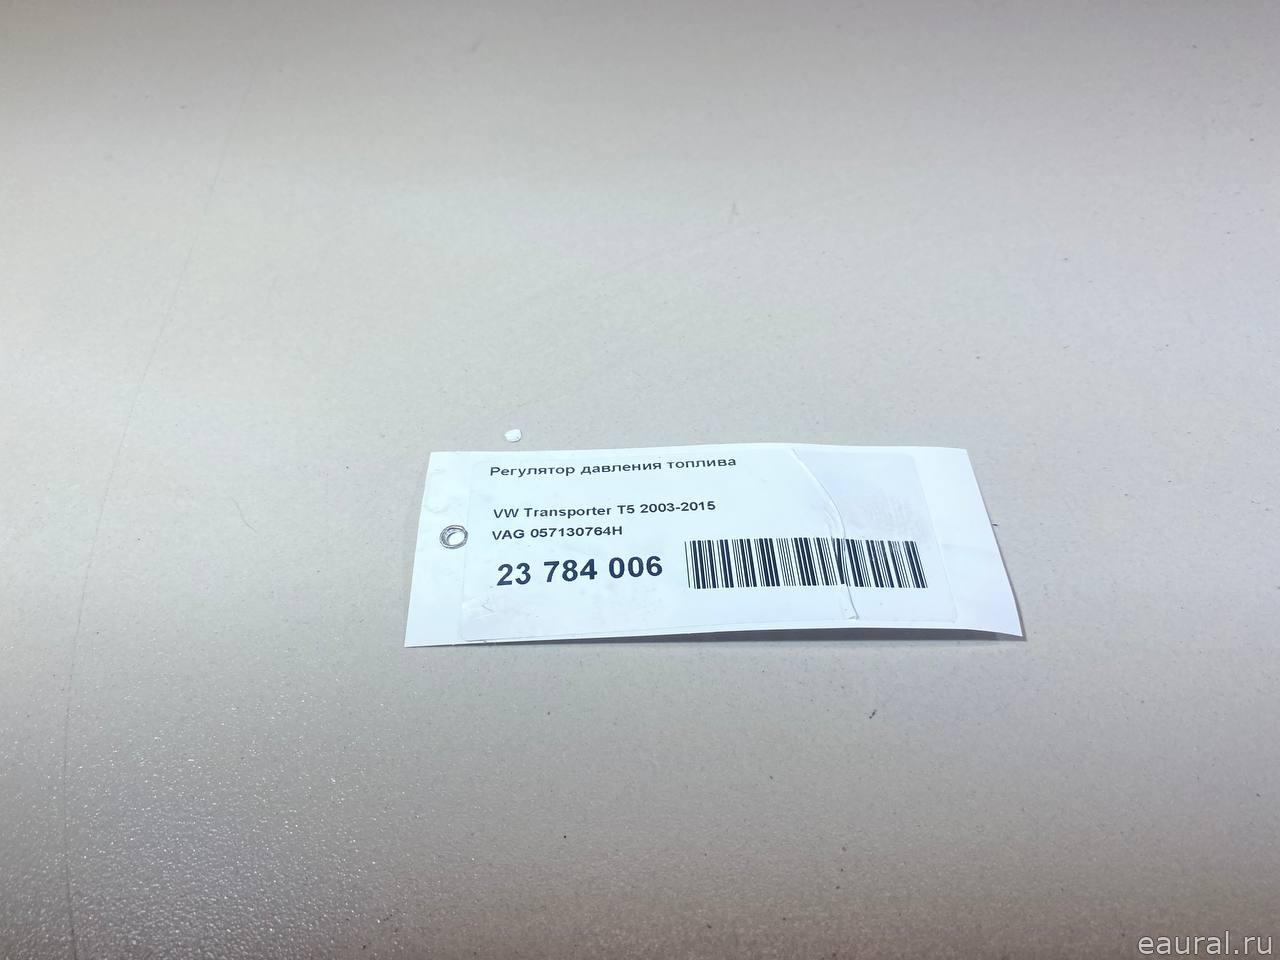 Регулятор давления топлива
VW Transporter T5 2003-2015
VAG 057130764H
23 784 006
eaural.ru